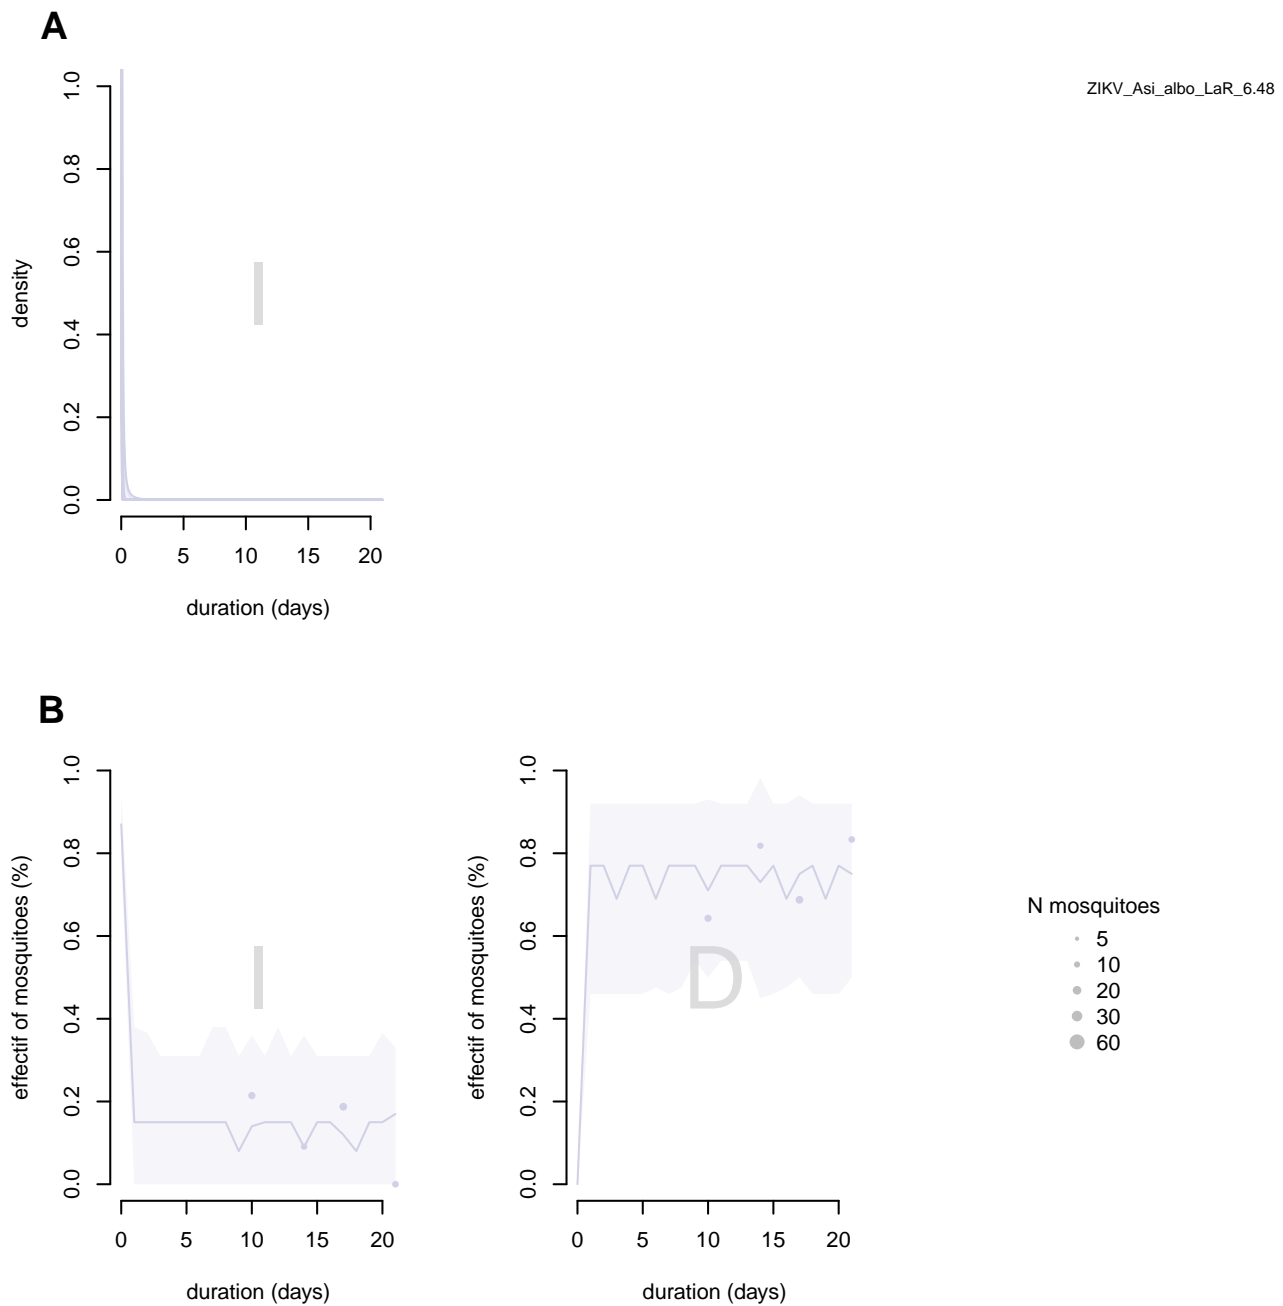 A
ZIKV_Asi_albo_LaR_6.48
density
0.0 0.2 0.4 0.6 0.8 1.0
I
0 5 10 15 20
duration (days)
B
effectif of mosquitoes (%)
0.0 0.2 0.4 0.6 0.8 1.0
I
0 5 10 15 20
duration (days)
effectif of mosquitoes (%)
0.0 0.2 0.4 0.6 0.8 1.0
D
0 5 10 15 20
duration (days)
N mosquitoes
5
10
20
30
60